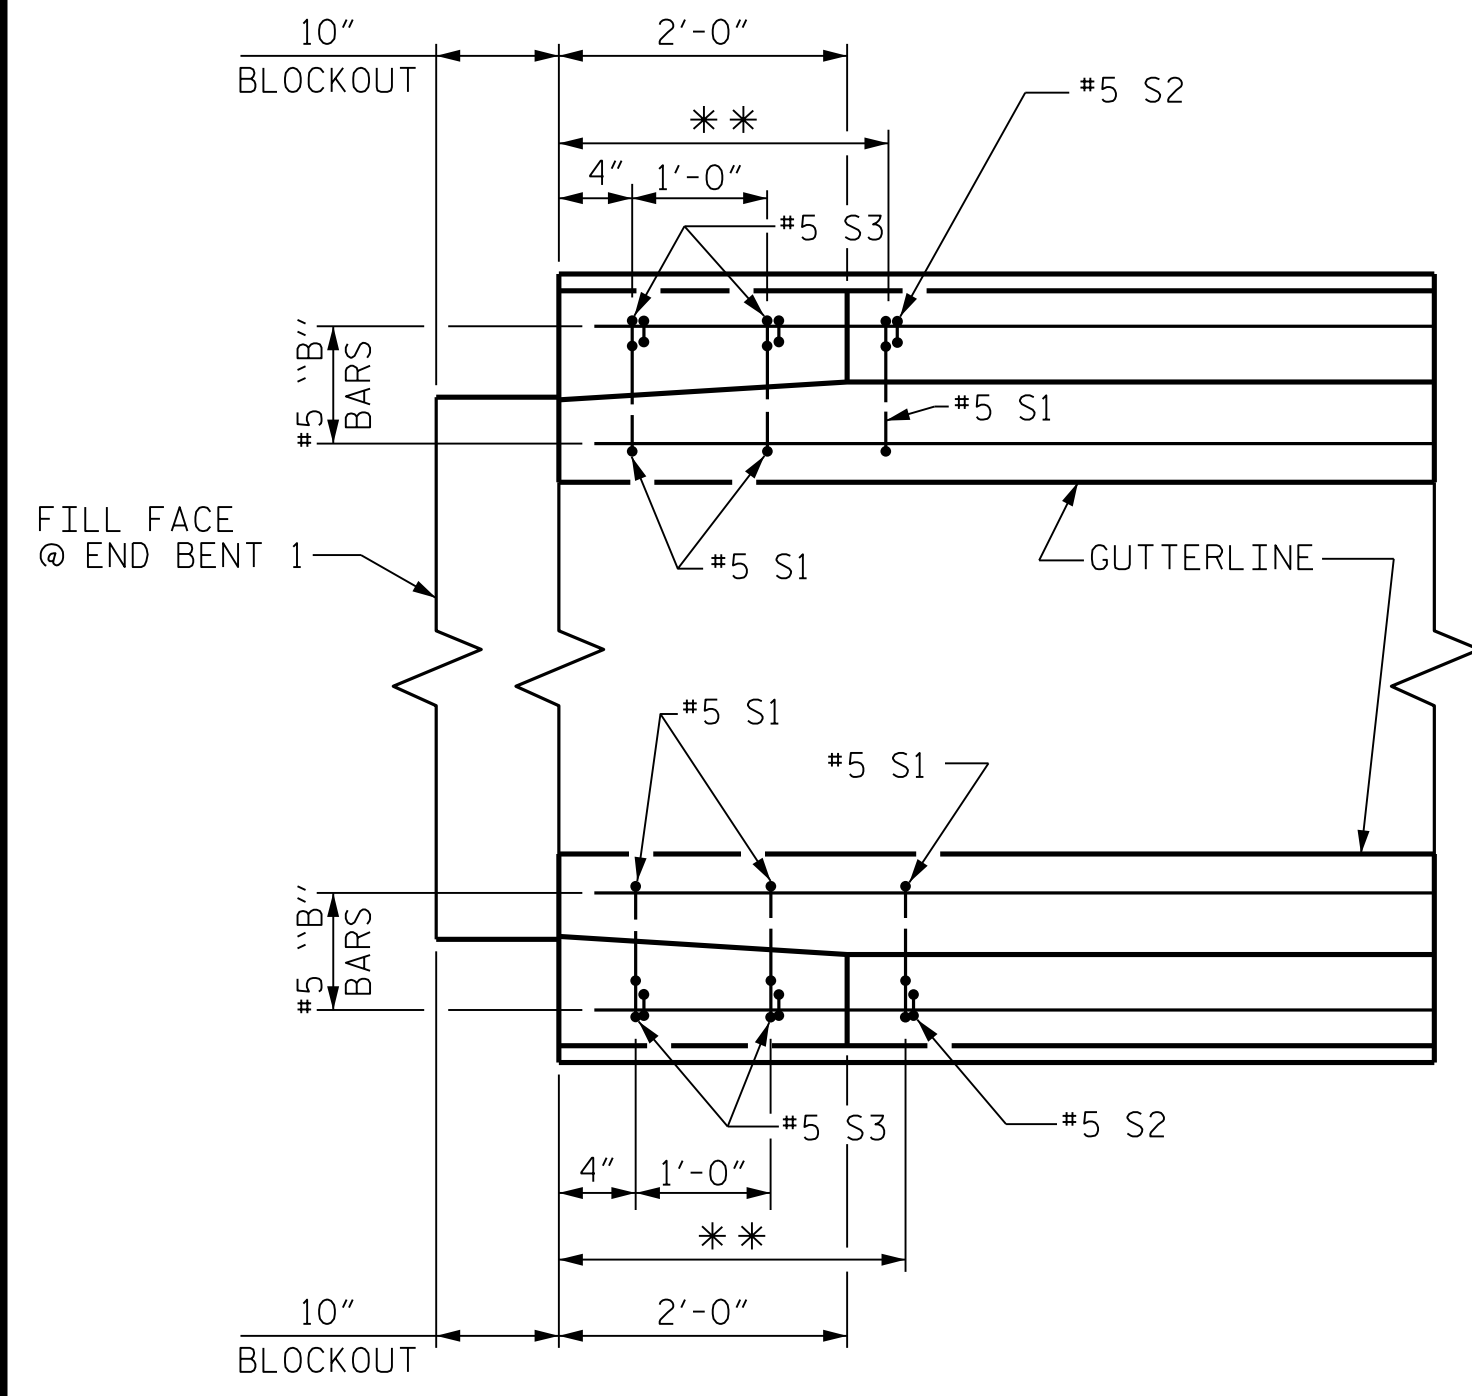 10"
BLOCKOUT
2'-0"
#5 S2
**
4"
1'-0"
#5 S3
#5 "B"
BARS
#5 S1
FILL FACE
@ END BENT 1
#5 S1
GUTTERLINE
#5 S1
#5 S1
#5 "B"
BARS
#5 S3
#5 S2
4"
1'-0"
**
10"
BLOCKOUT
2'-0"